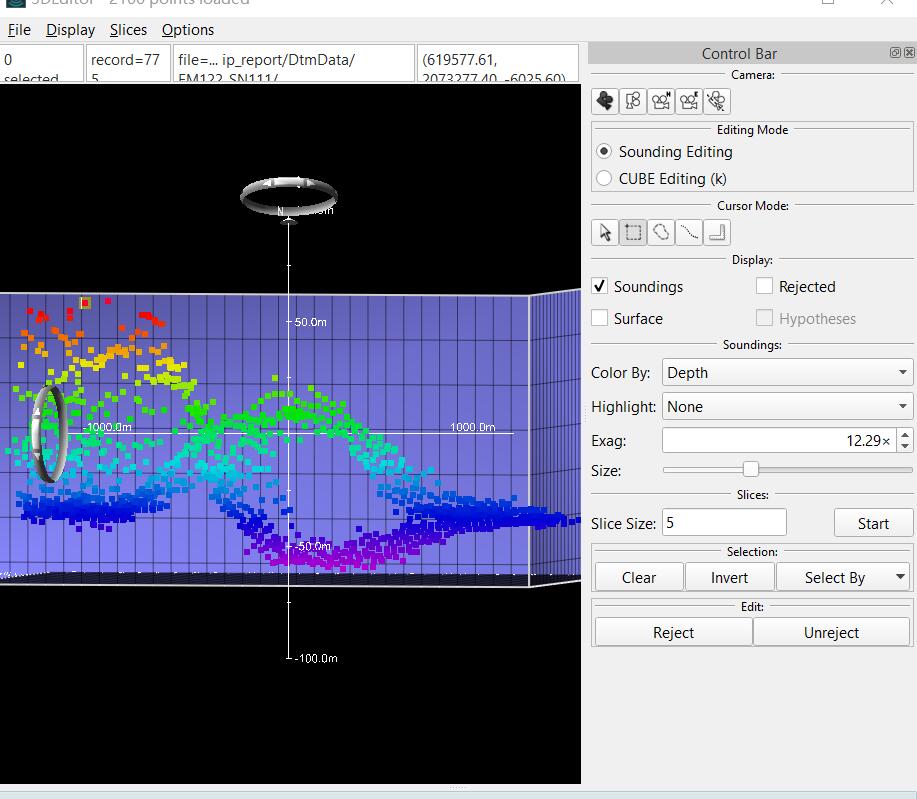 3DEditor - 2100 points loaded
File Display Slices Options
0 selected
record=77 5
file=... ip_report/DtmData/ EM122_SN111/
(619577.61, 2073277.40, -6025.60)
Control Bar
Camera:
H
E
Editing Mode
Sounding Editing
CUBE Editing (k)
Cursor Mode:
Display:
Soundings
Rejected
Surface
Hypotheses
Soundings:
Color By: Depth
Highlight: None
Exag: 12.29×
Size:
Slices:
Slice Size: 5 Start
Selection:
Clear Invert Select By
Edit:
Reject Unreject
N
50.0m
-1000.0m
1000.0m
-50.0m
-100.0m